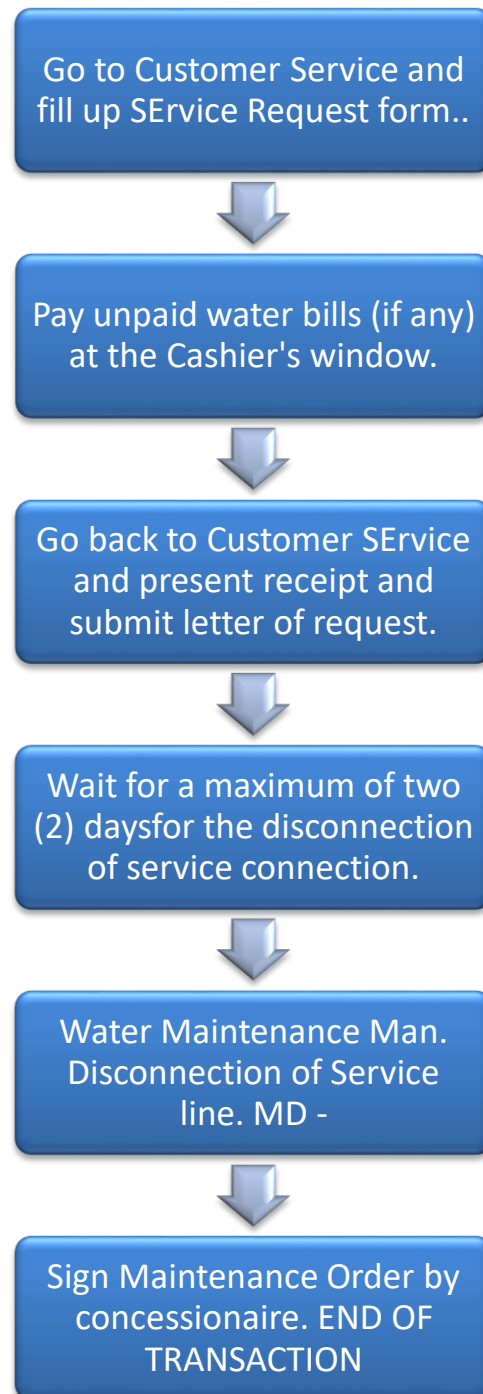 Go to Customer Service and
fill up SErvice Request form..
Pay unpaid water bills (if any)
at the Cashier's window.
Go back to Customer SErvice
and present receipt and
submit letter of request.
Wait for a maximum of two
(2) daysfor the disconnection
of service connection.
Water Maintenance Man.
Disconnection of Service
line. MD -
Sign Maintenance Order by
concessionaire. END OF
TRANSACTION